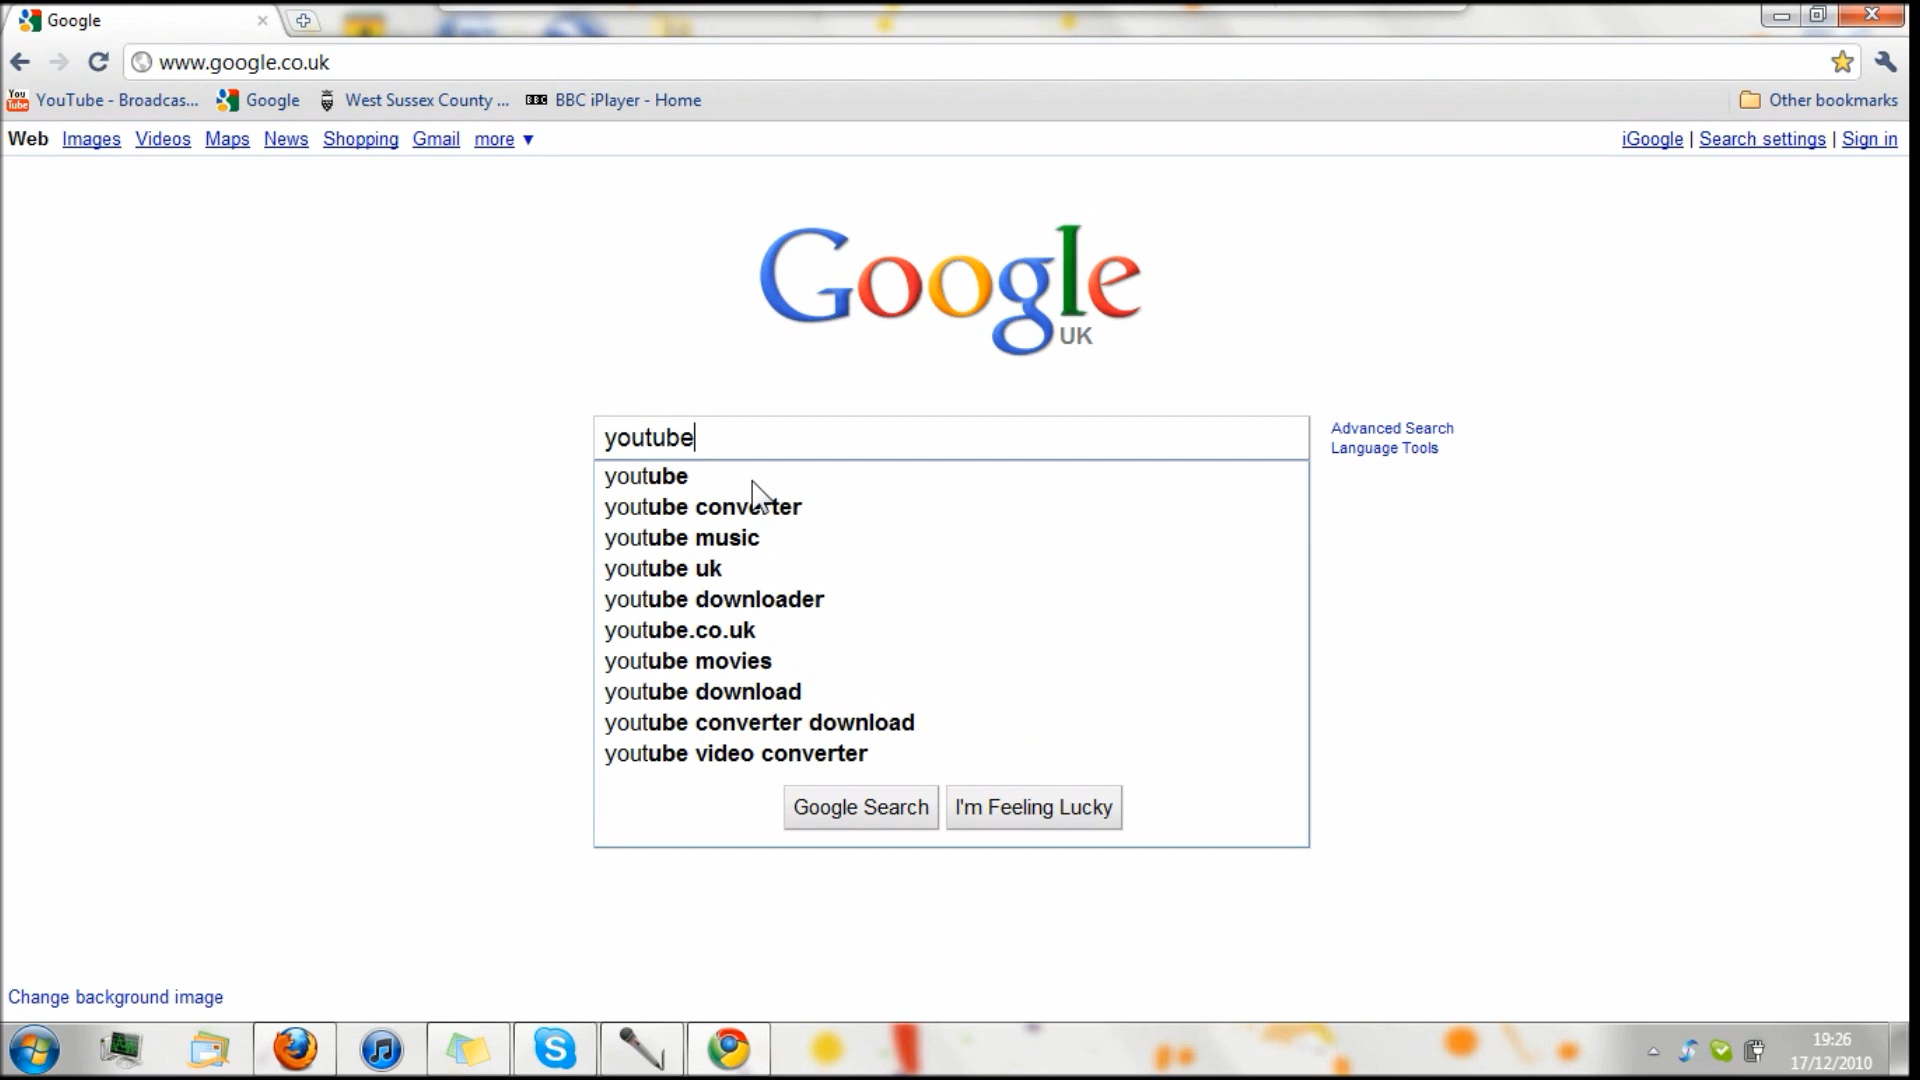 Google
www.google.co.uk
You Tube YouTube - Broadcas... Google West Sussex County ... BBC BBC iPlayer - Home Other bookmarks
Web Images Videos Maps News Shopping Gmail more ▼ iGoogle | Search settings | Sign in
Google
UK
youtube
Advanced Search
Language Tools
youtube
youtube converter
youtube music
youtube uk
youtube downloader
youtube.co.uk
youtube movies
youtube download
youtube converter download
youtube video converter
Google Search I'm Feeling Lucky
Change background image
19:26
17/12/2010